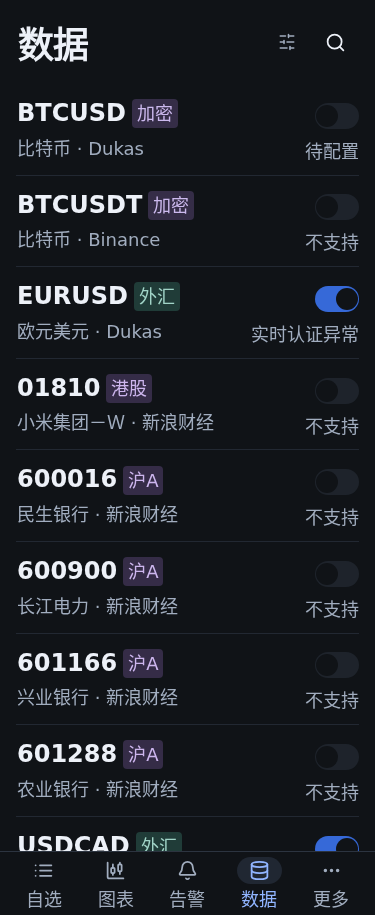 数据
BTCUSD 加密
比特币 · Dukas
待配置
BTCUSDT 加密
比特币 · Binance
不支持
EURUSD 外汇
欧元美元 · Dukas
实时认证异常
01810 港股
小米集团－W · 新浪财经
不支持
600016 沪A
民生银行 · 新浪财经
不支持
600900 沪A
长江电力 · 新浪财经
不支持
601166 沪A
兴业银行 · 新浪财经
不支持
601288 沪A
农业银行 · 新浪财经
不支持
USDCAD 外汇
自选 图表 告警 数据 更多